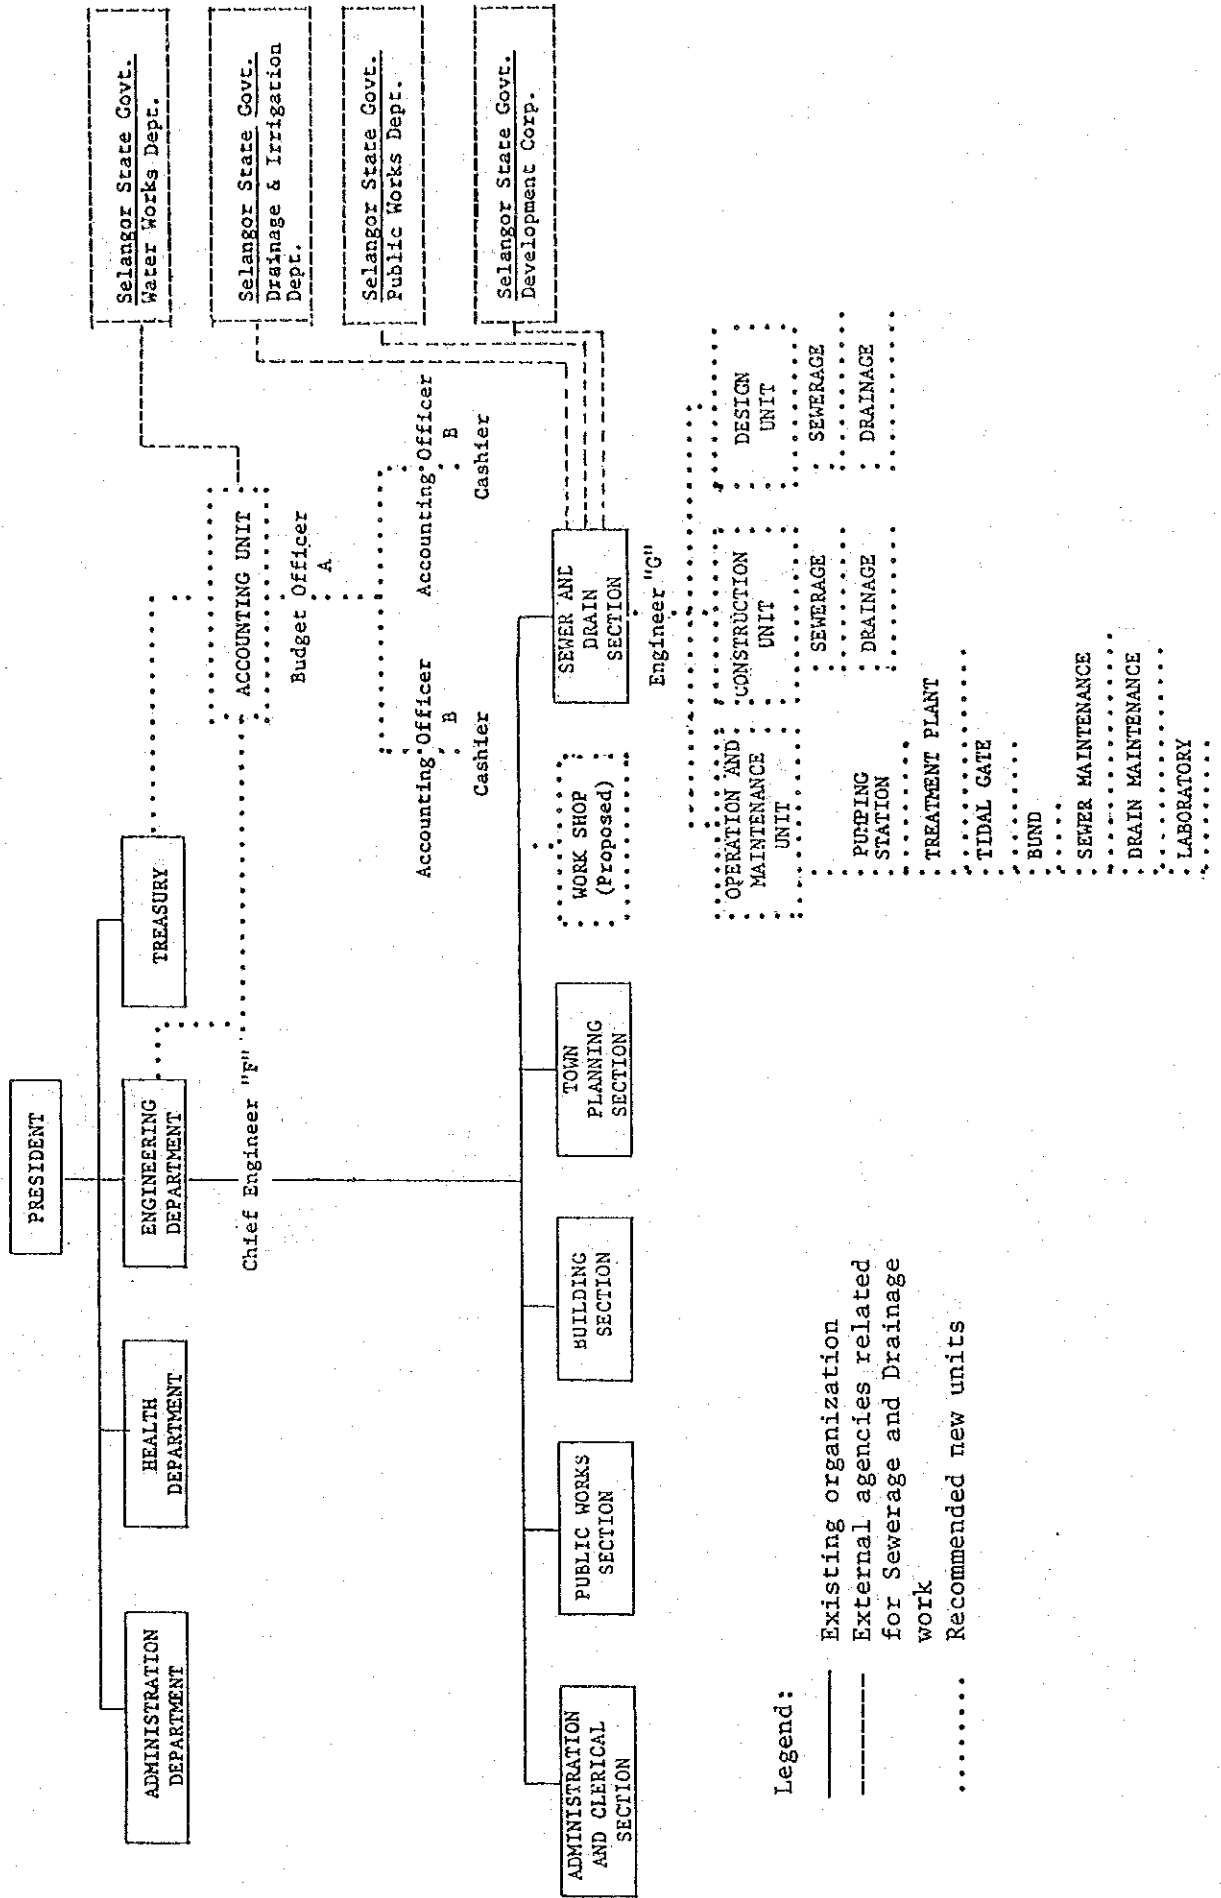 PRESIDENT
ADMINISTRATION
DEPARTMENT
HEALTH
DEPARTMENT
ENGINEERING
DEPARTMENT
TREASURY
Chief Engineer "F"
ACCOUNTING UNIT
Budget Officer
A
Accounting Officer
B
Cashier
Accounting Officer
B
Cashier
Selangor State Govt.
Water Works Dept.
Selangor State Govt.
Drainage & Irrigation
Dept.
Selangor State Govt.
Public Works Dept.
Selangor State Govt.
Development Corp.
ADMINISTRATION
AND CLERICAL
SECTION
PUBLIC WORKS
SECTION
BUILDING
SECTION
TOWN
PLANNING
SECTION
WORK SHOP
(Proposed)
SEWER AND
DRAIN
SECTION
Engineer "G"
OPERATION AND
MAINTENANCE
UNIT
PUMPING
STATION
TREATMENT PLANT
TIDAL GATE
BUND
SEWER MAINTENANCE
DRAIN MAINTENANCE
LABORATORY
CONSTRUCTION
UNIT
SEWERAGE
DRAINAGE
DESIGN
UNIT
SEWERAGE
DRAINAGE
Legend:
Existing organization
External agencies related
for Sewerage and Drainage
work
Recommended new units